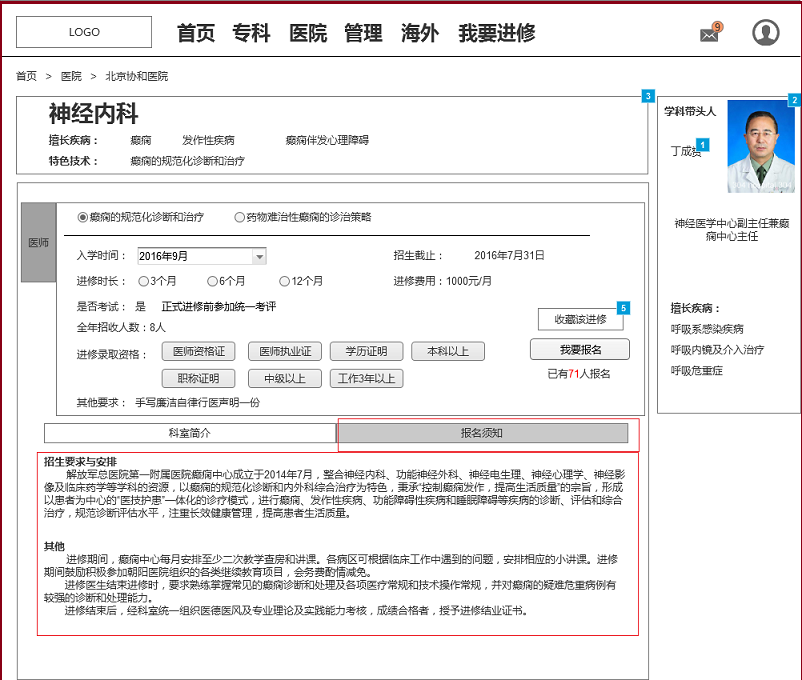 LOGO
首页 专科 医院 管理 海外 我要进修
9
首页 > 医院 > 北京协和医院
3
神经内科
擅长疾病： 癫痫 发作性疾病 癫痫伴发心理障碍
特色技术： 癫痫的规范化诊断和治疗
2
学科带头人
丁成赟
1
神经医学中心副主任兼癫
痫中心主任
擅长疾病：
呼吸系感染疾病
呼吸内镜及介入治疗
呼吸危重症
医师
癫痫的规范化诊断和治疗 药物难治性癫痫的诊治策略
入学时间： 2016年9月 招生截止： 2016年7月31日
进修时长： 3个月 6个月 12个月 进修费用：1000元/月
是否考试： 是 正式进修前参加统一考评
全年招收人数：8人
5
收藏该进修
进修录取资格： 医师资格证 医师执业证 学历证明 本科以上
我要报名
职称证明 中级以上 工作3年以上
已有71人报名
其他要求： 手写廉洁自律行医声明一份
科室简介 报名须知
招生要求与安排
解放军总医院第一附属医院癫痫中心成立于2014年7月，整合神经内科、功能神经外科、神经电生理、神经心理学、神经影
像及临床药学等学科的资源，以癫痫的规范化诊断和内外科综合治疗为特色，秉承“控制癫痫发作，提高生活质量”的宗旨，形成
以患者为中心的“医技护患”一体化的诊疗模式，进行癫痫、发作性疾病、功能障碍性疾病和睡眠障碍等疾病的诊断、评估和综合
治疗，规范诊断评估水平，注重长效健康管理，提高患者生活质量。
其他
进修期间，癫痫中心每月安排至少二次教学查房和讲课。各病区可根据临床工作中遇到的问题，安排相应的小讲课。进修
期间鼓励积极参加朝阳医院组织的各类继续教育项目，会务费酌情减免。
进修医生结束进修时，要求熟练掌握常见的癫痫诊断和处理及各项医疗常规和技术操作常规，并对癫痫的疑难危重病例有
较强的诊断和处理能力。
进修结束后，经科室统一组织医德医风及专业理论及实践能力考核，成绩合格者，授予进修结业证书。